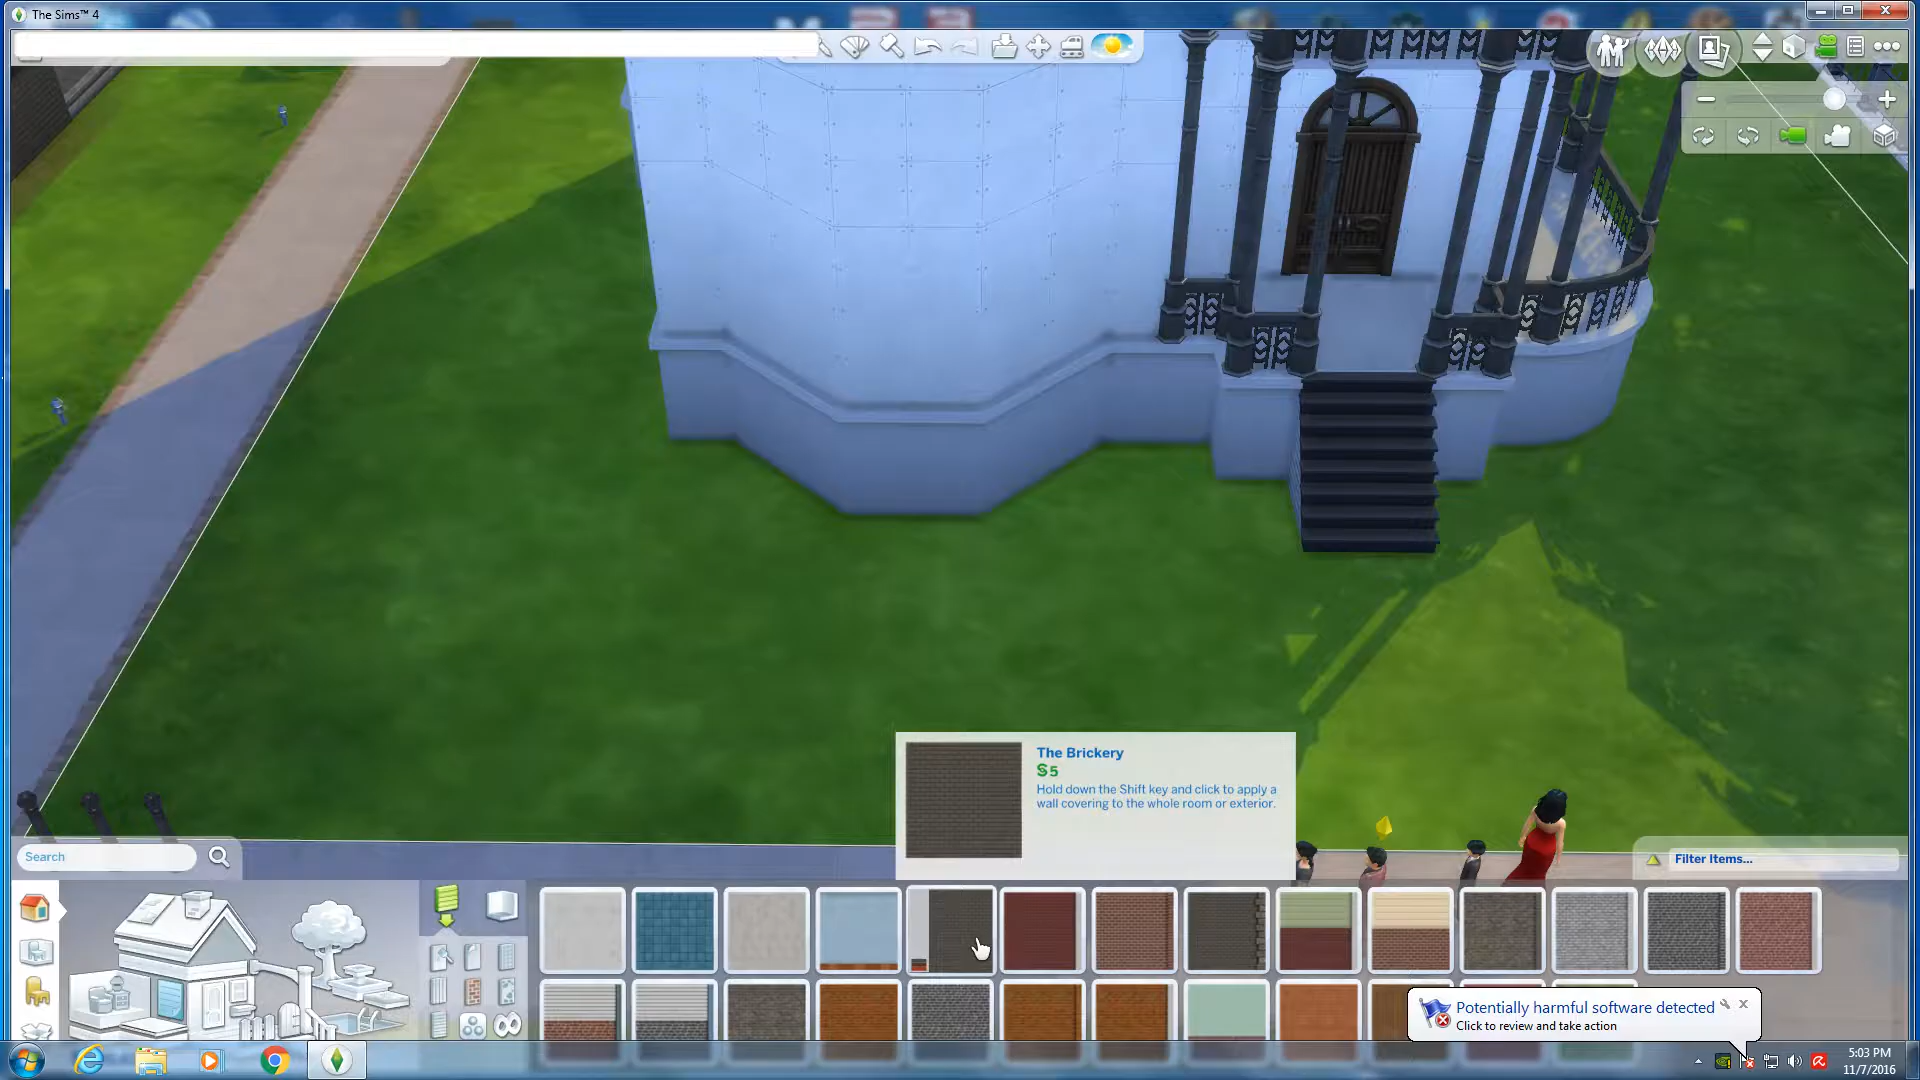 The Sims™ 4
The Brickery
§5
Hold down the Shift key and click to apply a
wall covering to the whole room or exterior.
Search
Filter Items...
Potentially harmful software detected
Click to review and take action
5:03 PM
11/7/2016